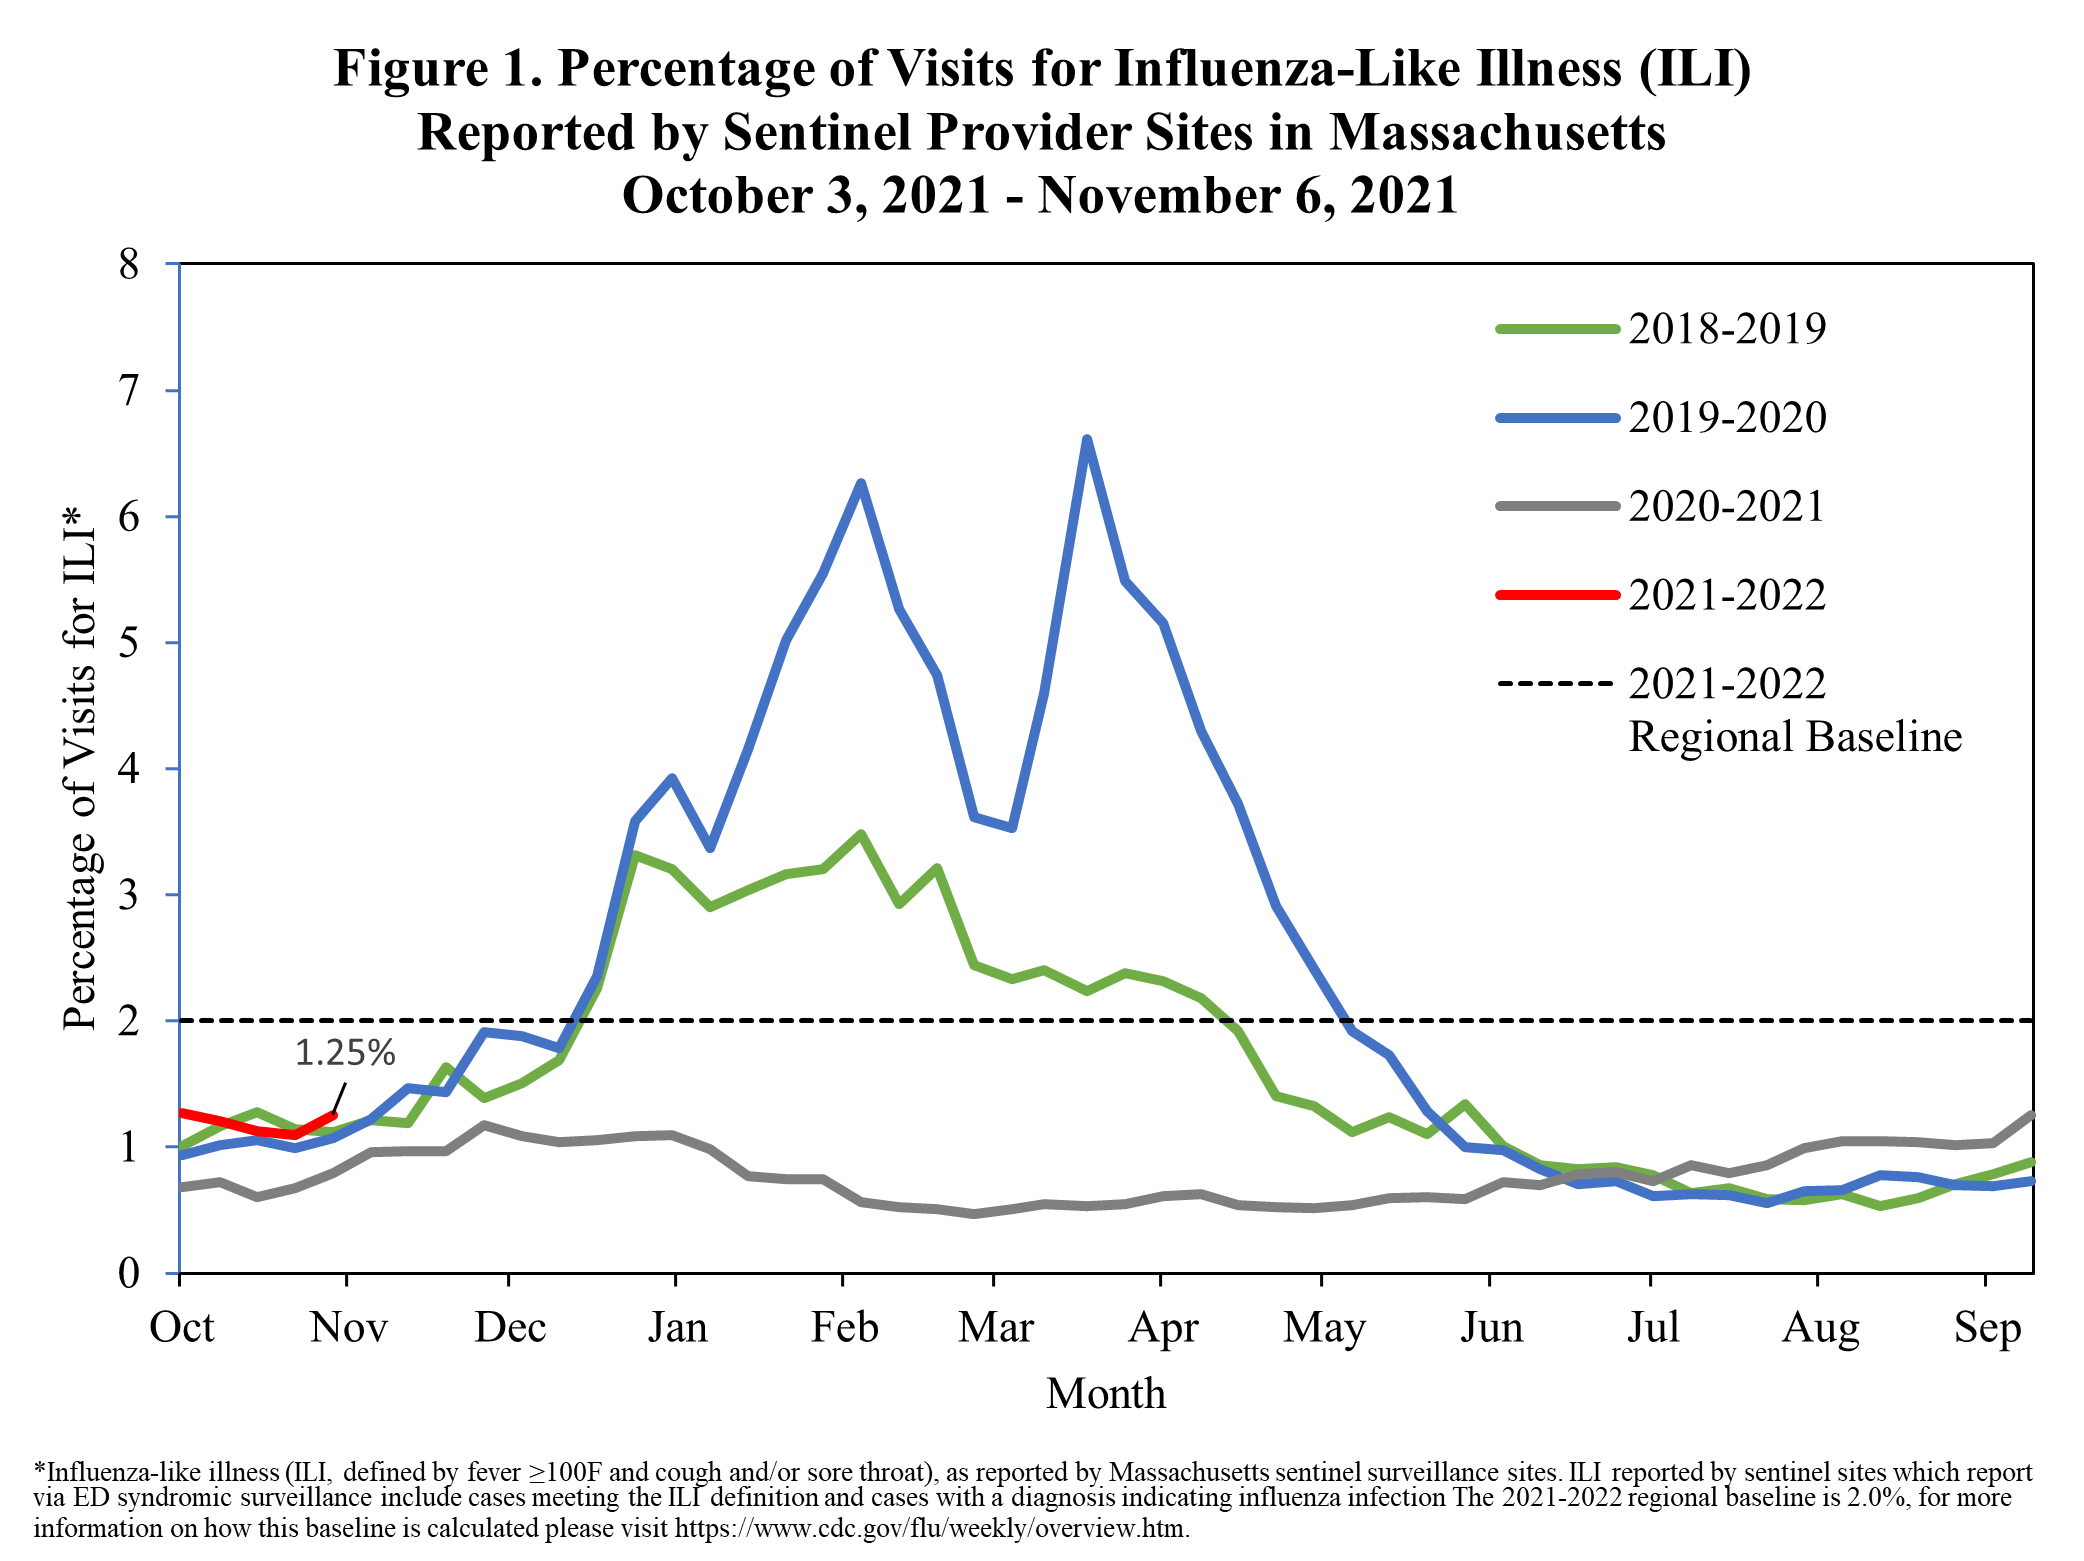 Figure 1. Percentage of Visits for Influenza-Like Illness (ILI)
Reported by Sentinel Provider Sites in Massachusetts
October 3, 2021 - November 6, 2021
Percentage of Visits for ILI*
8
7
6
5
4
3
2
1
0
1.25%
2018-2019
2019-2020
2020-2021
2021-2022
2021-2022
Regional Baseline
Oct Nov Dec Jan Feb Mar Apr May Jun Jul Aug Sep
Month
*Influenza-like illness (ILI, defined by fever ≥100F and cough and/or sore throat), as reported by Massachusetts sentinel surveillance sites. ILI reported by sentinel sites which report
via ED syndromic surveillance include cases meeting the ILI definition and cases with a diagnosis indicating influenza infection The 2021-2022 regional baseline is 2.0%, for more
information on how this baseline is calculated please visit https://www.cdc.gov/flu/weekly/overview.htm.